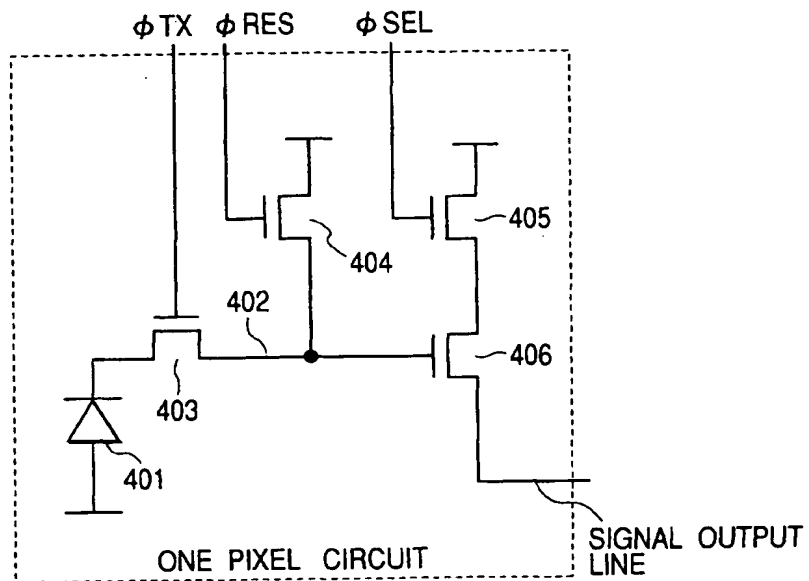 φTX φRES φSEL
405
404
402
406
403
401
SIGNAL OUTPUT
LINE
ONE PIXEL CIRCUIT